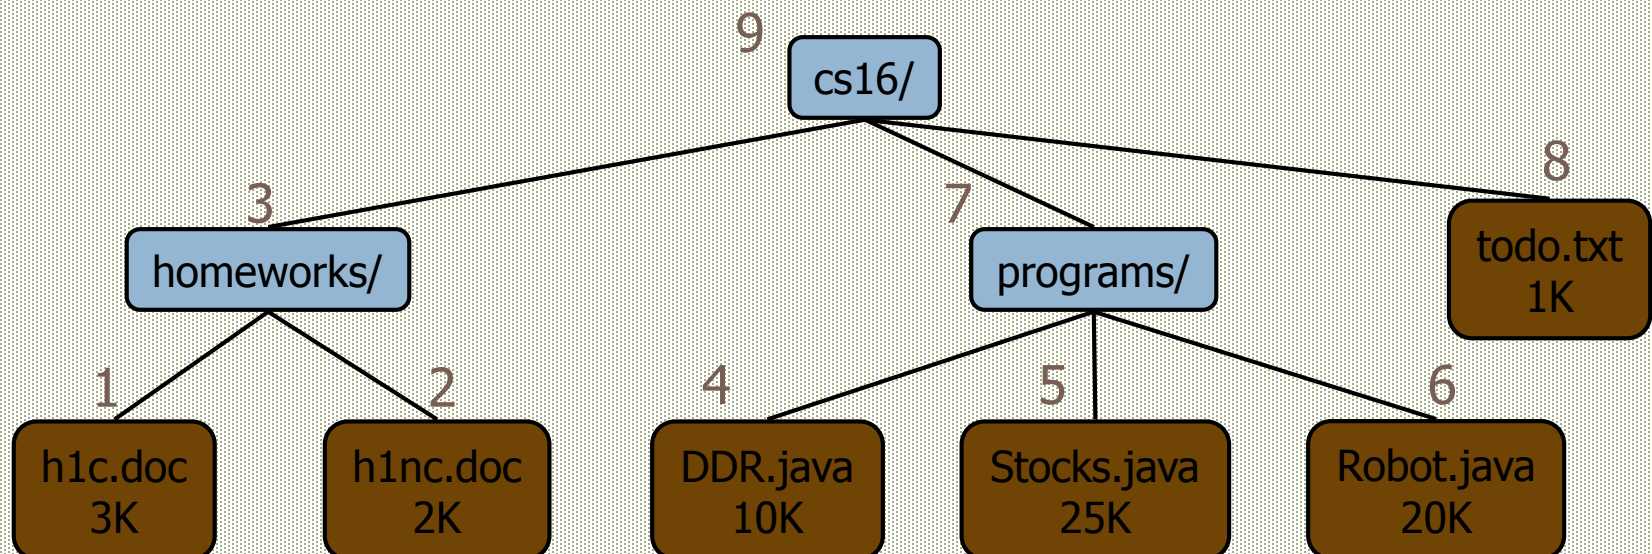 9
cs16/
8
3
7
todo.txt
1K
homeworks/
programs/
1
2
4
5
6
h1c.doc
3K
h1nc.doc
2K
DDR.java
10K
Stocks.java
25K
Robot.java
20K